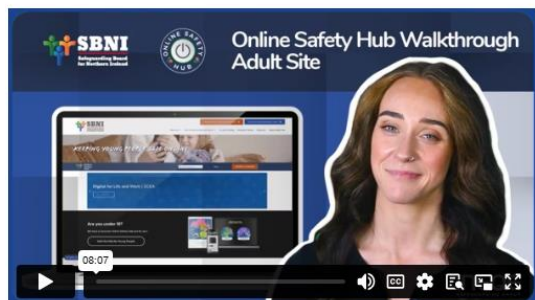 SBNI
Safeguarding Board
for Northern Ireland
ONLINE SAFETY
HUB
Online Safety Hub Walkthrough
Adult Site
SBNI
KEEPING YOUNG PEOPLE SAFE ONLINE
Digital for Life and Work
Are you under 18?
08:07
CC